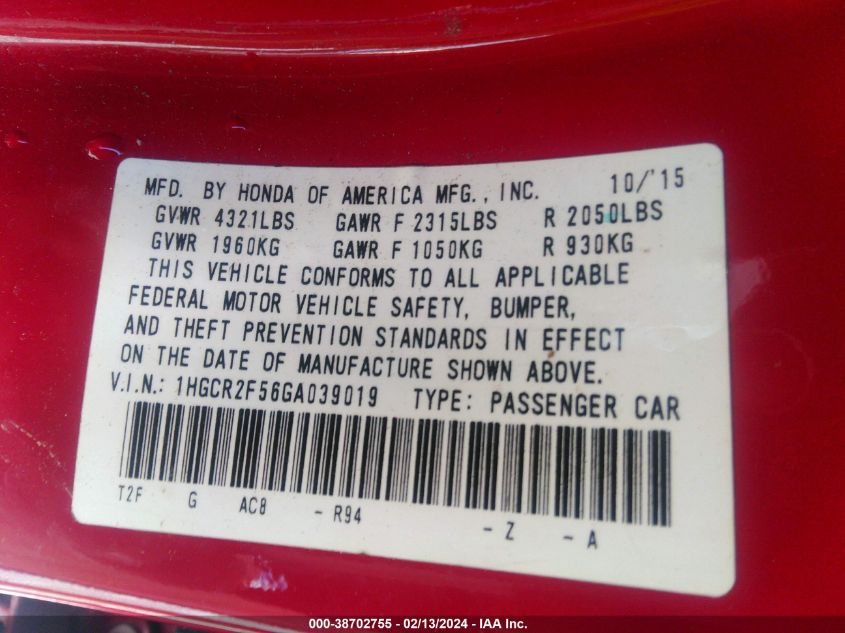 MFD. BY HONDA OF AMERICA MFG., INC. 10/'15
GVWR 4321LBS GAWR F 2315LBS R 2050LBS
GVWR 1960KG GAWR F 1050KG R 930KG
THIS VEHICLE CONFORMS TO ALL APPLICABLE
FEDERAL MOTOR VEHICLE SAFETY, BUMPER,
AND THEFT PREVENTION STANDARDS IN EFFECT
ON THE DATE OF MANUFACTURE SHOWN ABOVE.
V.I.N.: 1HGCR2F56GA039019 TYPE: PASSENGER CAR
T2F G AC8 - R94 - Z - A
000-38702755 - 02/13/2024 - IAA Inc.